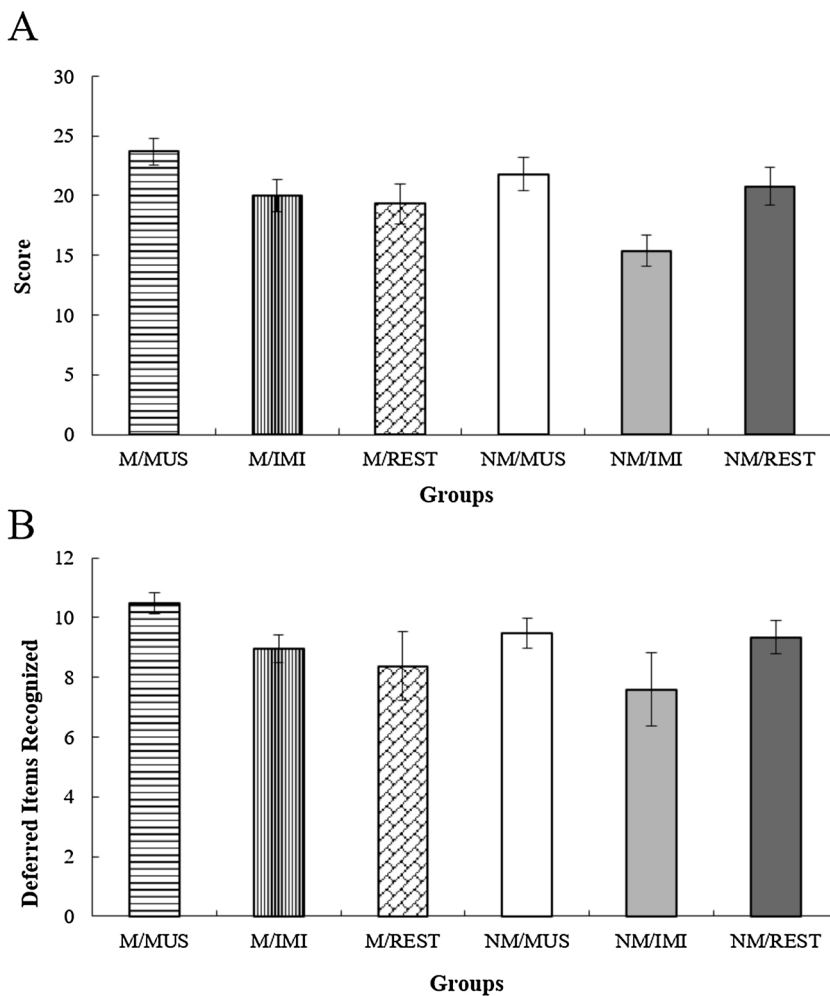 A
30
25
20
15
10
5
0
Score
M/MUS M/IMI M/REST NM/MUS NM/IMI NM/REST
Groups
B
12
10
8
6
4
2
0
Deferred Items Recognized
M/MUS M/IMI M/REST NM/MUS NM/IMI NM/REST
Groups